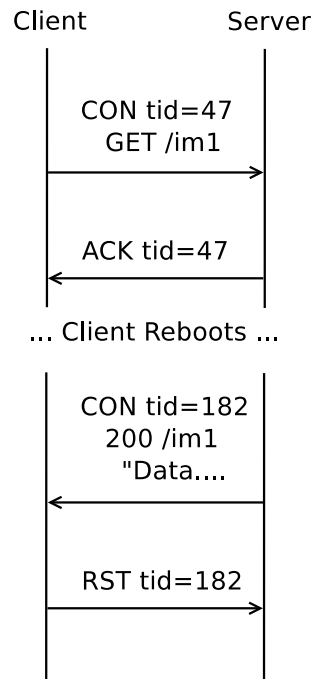 Client Server
CON tid=47
GET /im1
ACK tid=47
... Client Reboots ...
CON tid=182
200 /im1
"Data....
RST tid=182